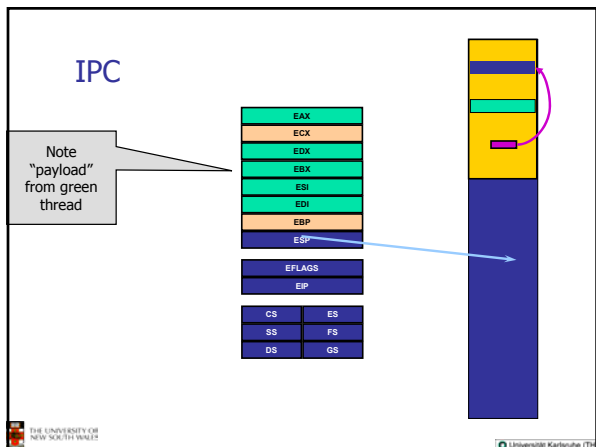 IPC
Note
"payload"
from green
thread
EAX
ECX
EDX
EBX
ESI
EDI
EBP
ESP
EFLAGS
EIP
CS ES
SS FS
DS GS
THE UNIVERSITY OF
NEW SOUTH WALES
Universität Karlsruhe (TH